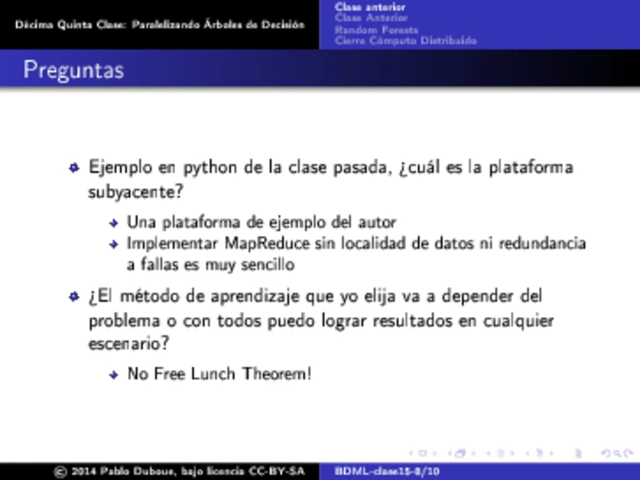 Décima Quinta Clase: Paralelizando Árboles de Decisión
Clase anterior
Clase Anterior
Random Forests
Cierre Cómputo Distribuido
Preguntas
Ejemplo en python de la clase pasada, ¿cuál es la plataforma
subyacente?
Una plataforma de ejemplo del autor
Implementar MapReduce sin localidad de datos ni redundancia
a fallas es muy sencillo
¿El método de aprendizaje que yo elija va a depender del
problema o con todos puedo lograr resultados en cualquier
escenario?
No Free Lunch Theorem!
© 2014 Pablo Duboue, bajo licencia CC-BY-SA
BDML-clase15-8/10